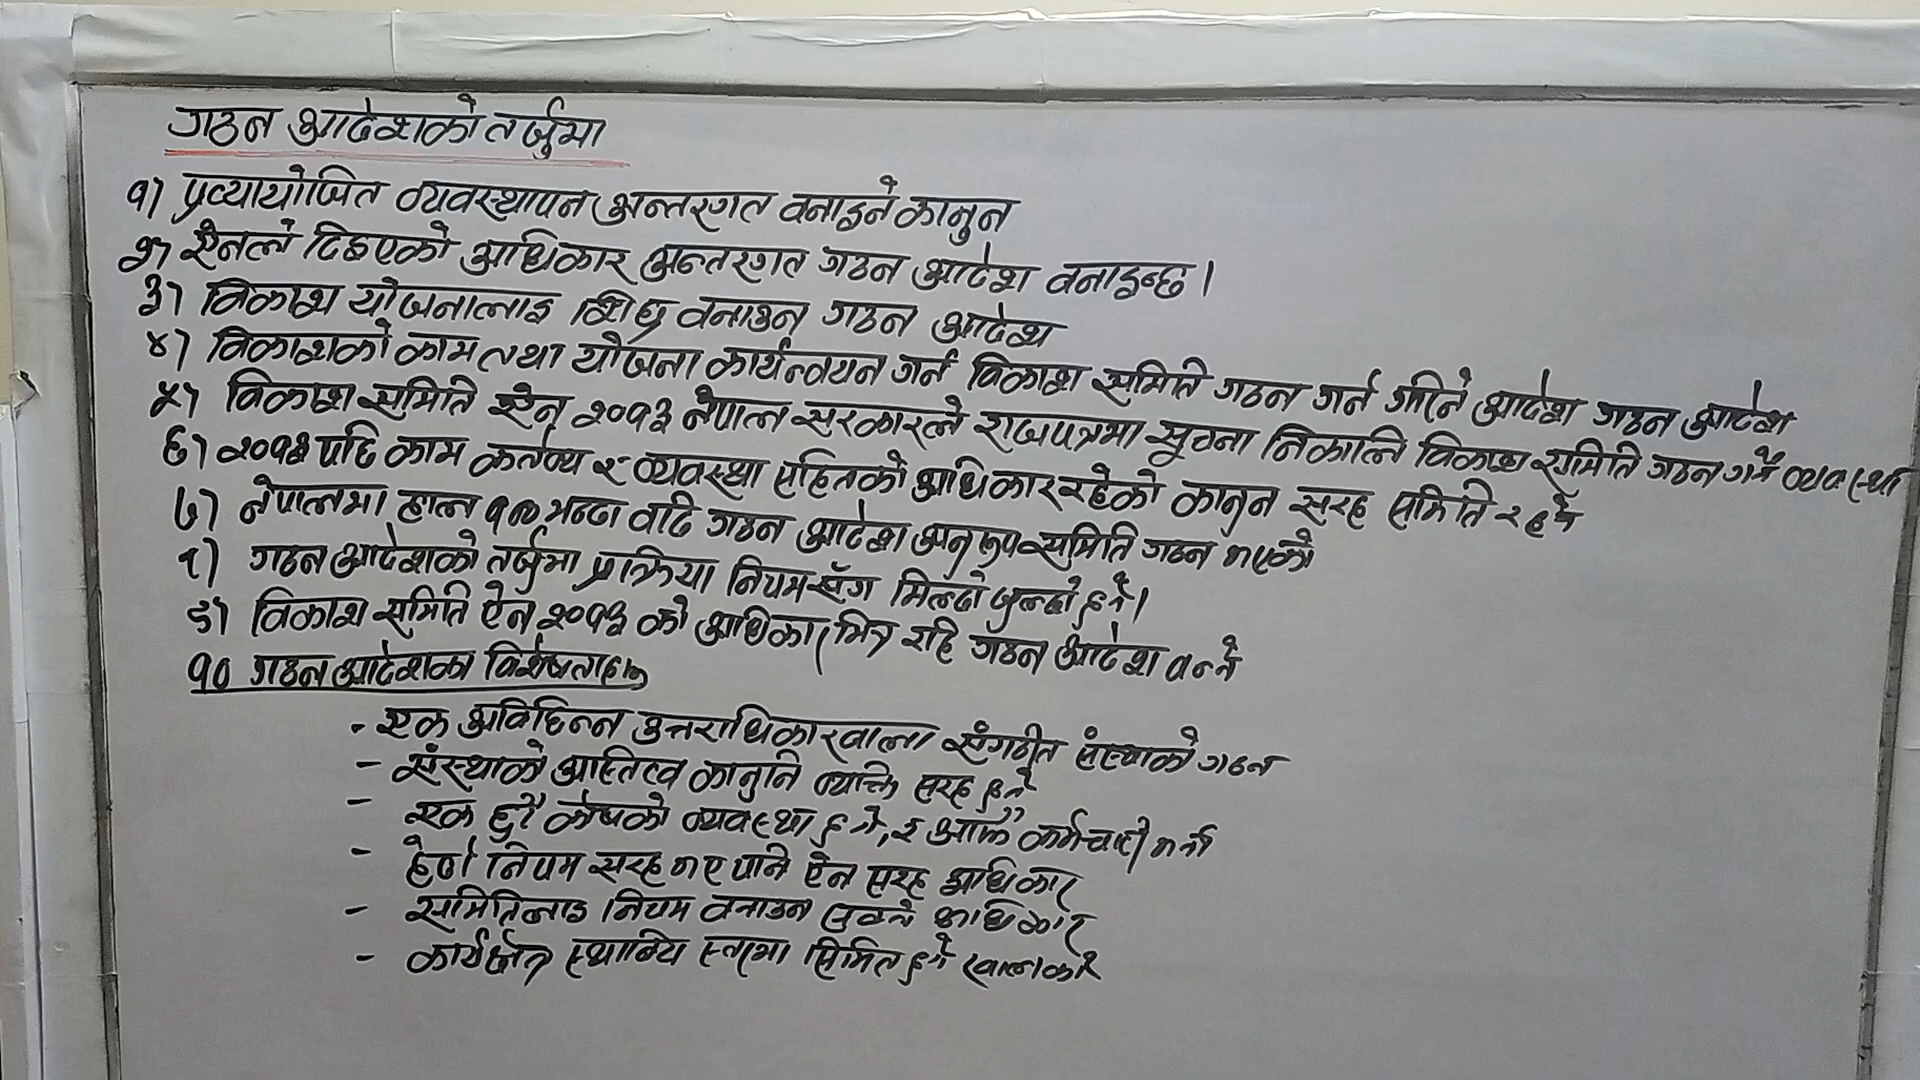 गठन आदेशको तर्जुमा
१) प्रत्यायोजित व्यवस्थापन अन्तरगत बनाइने कानुन
२) ऐनले दिइएको अधिकार अन्तरगत गठन आदेश बनाइन्छ।
३) विकाश योजनालाइ शिघ्र बनाउन गठन आदेश
४) विकाशको काम तथा योजना कार्यन्वयन गर्न विकाश समिति गठन गर्न गरिने आदेश गठन आदेश
५) विकाश समिति ऐन २०१३ नेपाल सरकारले राजपत्रमा सूचना निकाली विकाश समिति गठन गर्ने व्यवस्था
६) २०१३ पछि काम कर्तव्य र व्यवस्था सहितको अधिकार रहेको कानुन सरह समिति रहने
७) नेपालमा हाल १०० भन्दा बढि गठन आदेश अनुरूप समिति गठन भएको
८) गठन आदेशको तर्जुमा प्रक्रिया नियमसँग मिल्दो जुल्दो हुने।
९) विकाश समिति ऐन २०१३ को अधिकार भित्र रहि गठन आदेश बन्ने
१० गठन आदेशका विशेषताहरु
- एक अविछिन्न उत्तराधिकारवाला संगठीत संस्थाको गठन
- संस्थाको अस्तित्व कानुनि व्यक्ति सरह हुने
- एक छुट्टै कोषको व्यवस्था हुने, र आफ्नै कर्मचारी भर्ना
- हेर्दा नियम सरह भए पनि ऐन सरह अधिकार
- समितिलाइ नियम बनाउन सक्ने अधिकार
- कार्यक्षेत्र स्थानिय स्तरमा सिमित हुने